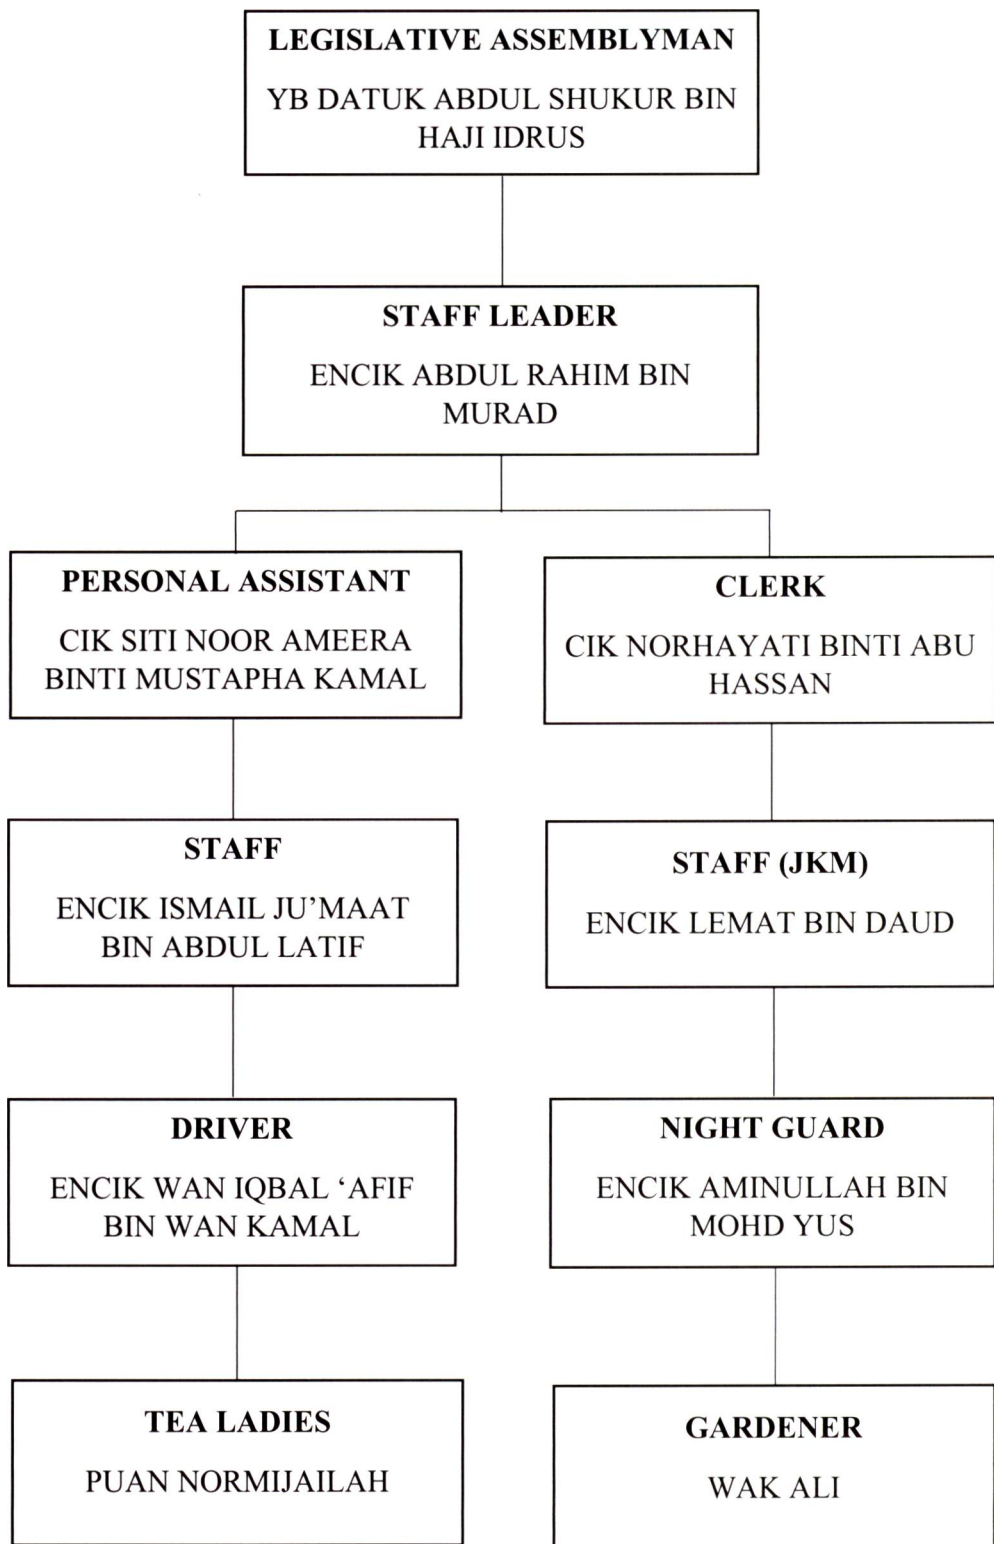 LEGISLATIVE ASSEMBLYMAN
YB DATUK ABDUL SHUKUR BIN
HAJI IDRUS
STAFF LEADER
ENCIK ABDUL RAHIM BIN
MURAD
PERSONAL ASSISTANT
CIK SITI NOOR AMEERA
BINTI MUSTAPHA KAMAL
CLERK
CIK NORHAYATI BINTI ABU
HASSAN
STAFF
ENCIK ISMAIL JU’MAAT
BIN ABDUL LATIF
STAFF (JKM)
ENCIK LEMAT BIN DAUD
DRIVER
ENCIK WAN IQBAL ‘AFIF
BIN WAN KAMAL
NIGHT GUARD
ENCIK AMINULLAH BIN
MOHD YUS
TEA LADIES
PUAN NORMIJAILAH
GARDENER
WAK ALI